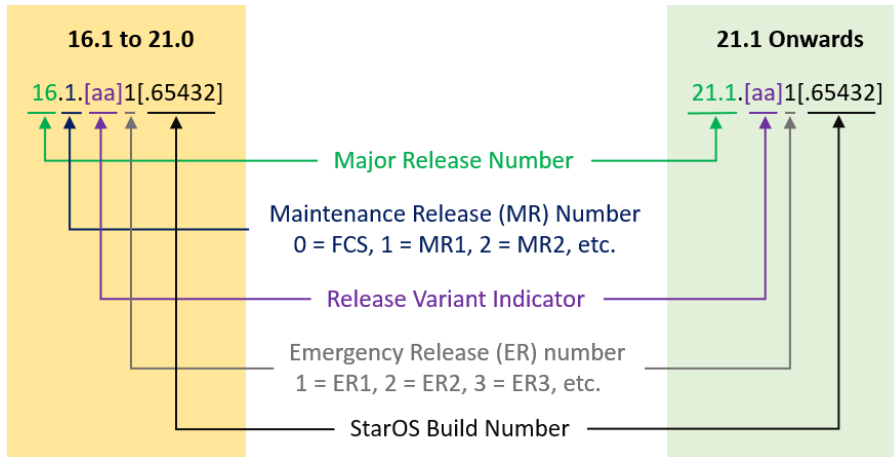 16.1 to 21.0
21.1 Onwards
16.1.[aa]1[.65432]
21.1.[aa]1[.65432]
Major Release Number
Maintenance Release (MR) Number
0 = FCS, 1 = MR1, 2 = MR2, etc.
Release Variant Indicator
Emergency Release (ER) number
1 = ER1, 2 = ER2, 3 = ER3, etc.
StarOS Build Number